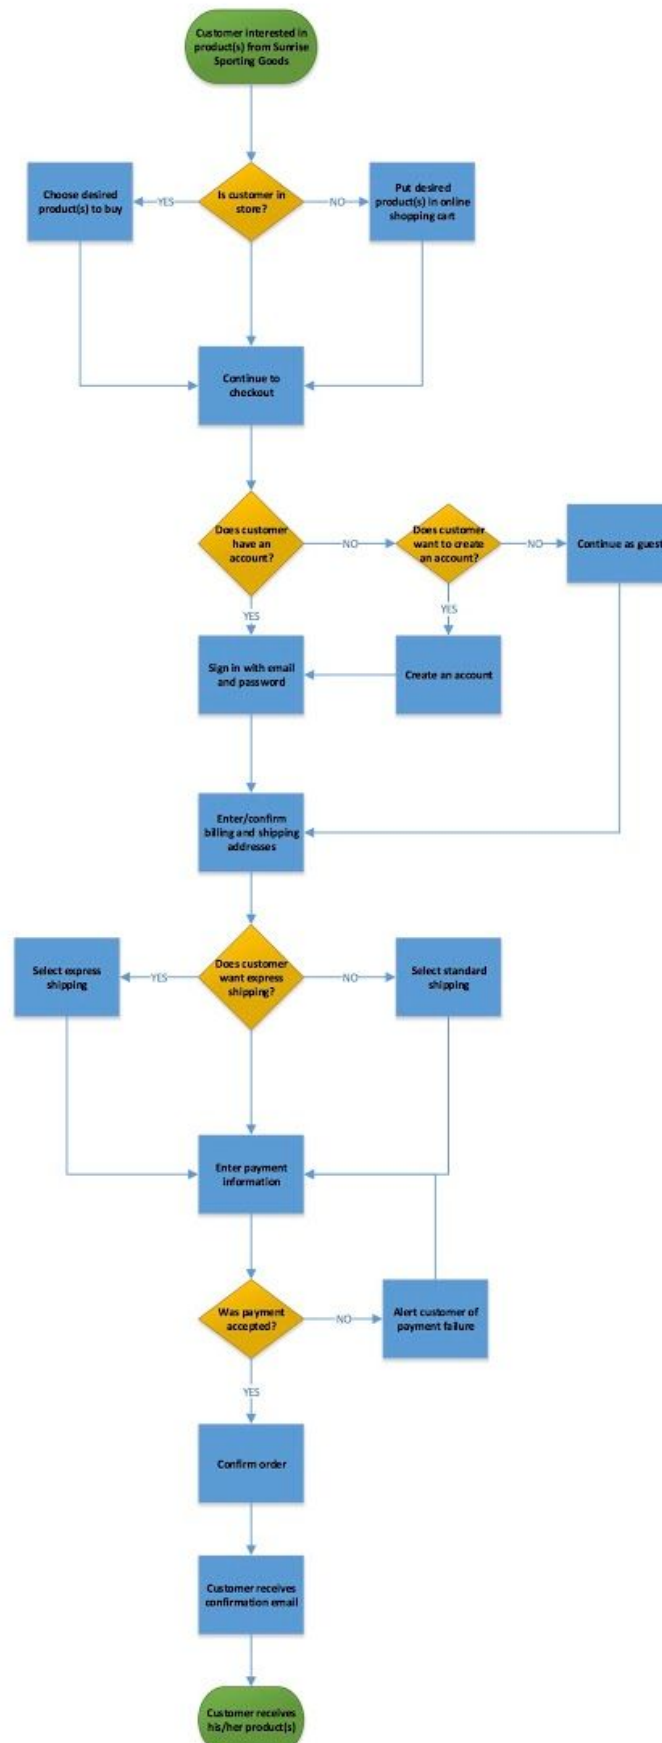 Customer interested in
product(s) from Sunrise
Sporting Goods
Choose desired
product(s) to buy
YES
Is customer in
store?
NO
Put desired
product(s) in online
shopping cart
Continue to
checkout
Does customer
have an
account?
NO
Does customer
want to create
an account?
NO
Continue as guest
YES
YES
Sign in with email
and password
Create an account
Enter/confirm
billing and shipping
addresses
Select express
shipping
YES
Does customer
want express
shipping?
NO
Select standard
shipping
Enter payment
information
Was payment
accepted?
NO
Alert customer of
payment failure
YES
Confirm order
Customer receives
confirmation email
Customer receives
his/her product(s)